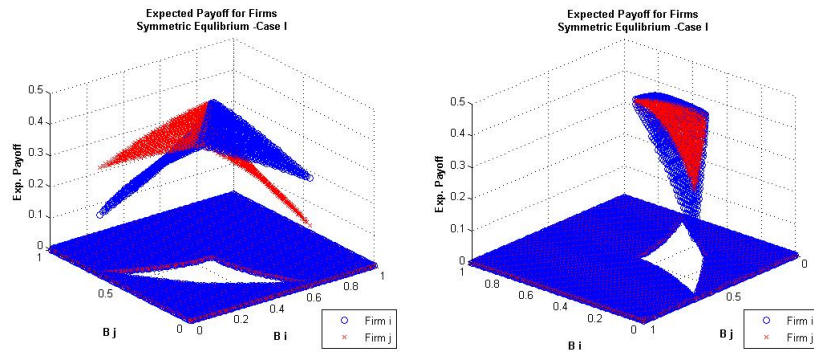 Expected Payoff for Firms
Symmetric Equlibrium -Case I
0.5
0.4
0.3
0.2
0.1
0
Exp. Payoff
1
0.5
0
B j
0
0.2
0.4
0.6
0.8
1
B i
Firm i
Firm j
Expected Payoff for Firms
Symmetric Equlibrium -Case I
0.5
0.4
0.3
0.2
0.1
0
Exp. Payoff
1
0.8
0.6
0.4
0.2
0
B i
1
0.5
0
B j
Firm i
Firm j